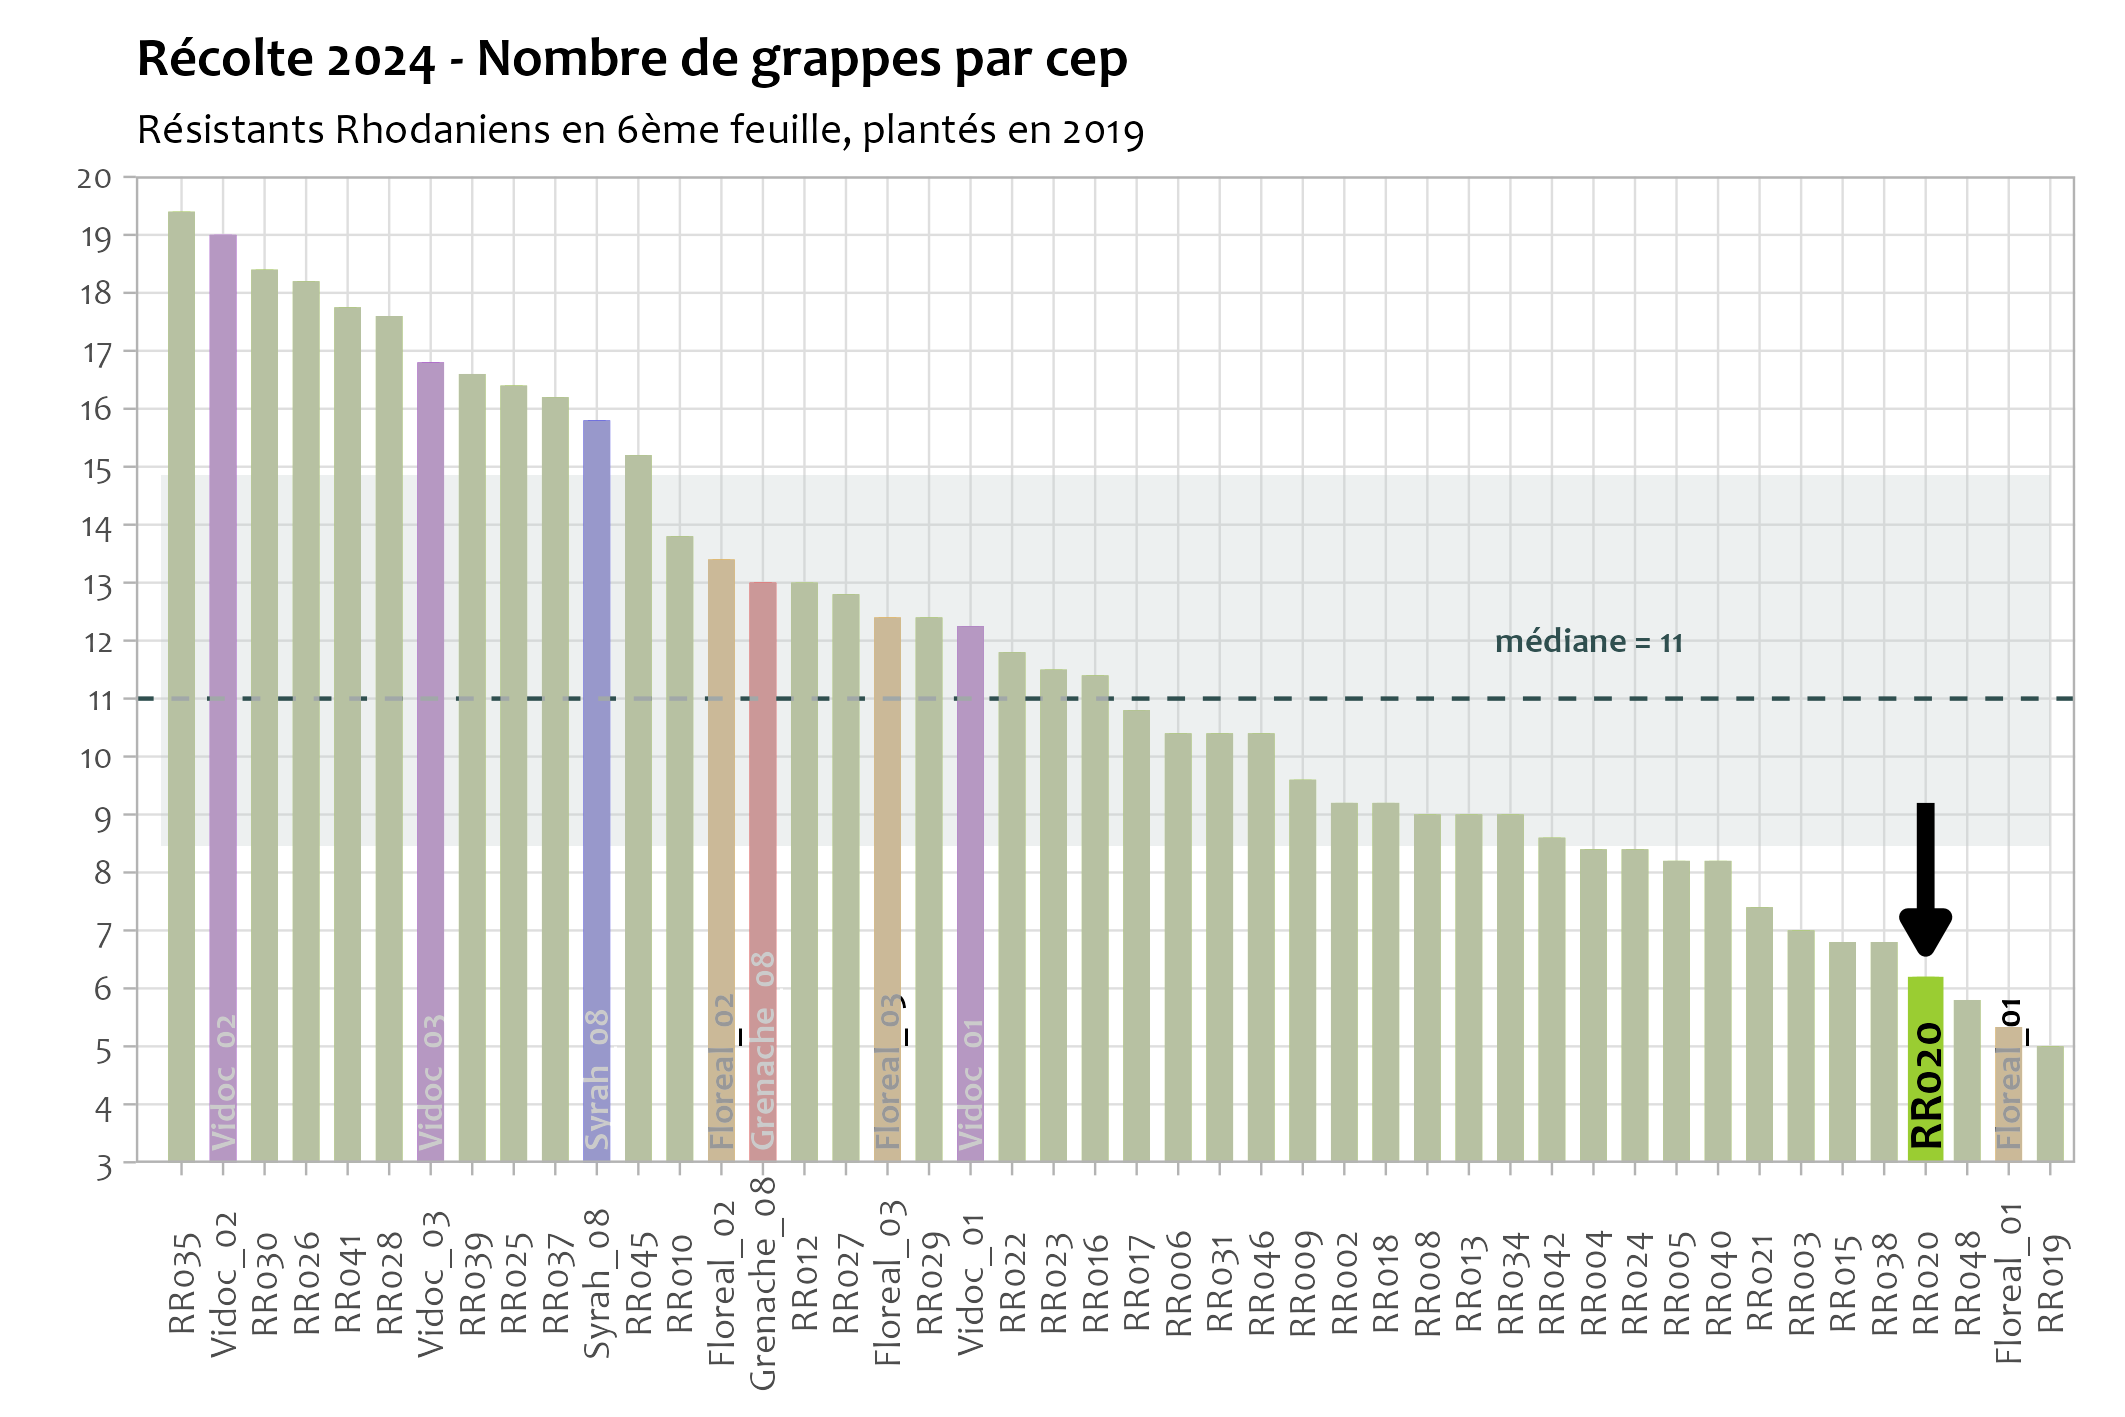 Récolte 2024 - Nombre de grappes par cep
Résistants Rhodaniens en 6ème feuille, plantés en 2019
20
19
18
17
16
15
14
13
12
11
10
9
8
7
6
5
4
3
médiane = 11
Vidoc_02
Vidoc_03
Syrah_08
Floreal_02
Grenache_08
Floreal_03
Vidoc_01
RR020
Floreal_01
RR035
Vidoc_02
RR030
RR026
RR041
RR028
Vidoc_03
RR039
RR025
RR037
Syrah_08
RR045
RR010
Floreal_02
Grenache_08
RR012
RR027
Floreal_03
RR029
Vidoc_01
RR022
RR023
RR016
RR017
RR006
RR031
RR046
RR009
RR002
RR018
RR008
RR013
RR034
RR042
RR004
RR024
RR005
RR040
RR021
RR003
RR015
RR038
RR020
RR048
Floreal_01
RR019